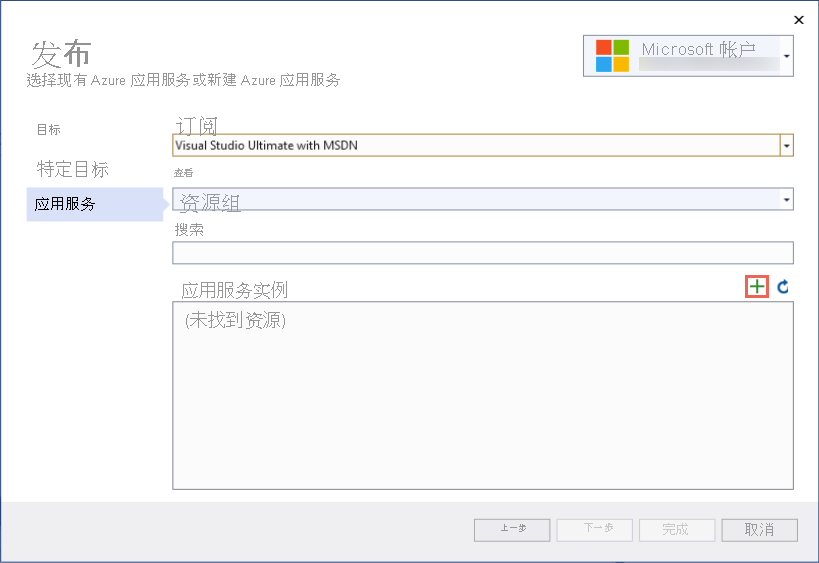 发布
Microsoft 帐户
选择现有 Azure 应用服务或新建 Azure 应用服务
目标
订阅
Visual Studio Ultimate with MSDN
特定目标
查看
应用服务
资源组
搜索
应用服务实例
(未找到资源)
上一步
下一步
完成
取消